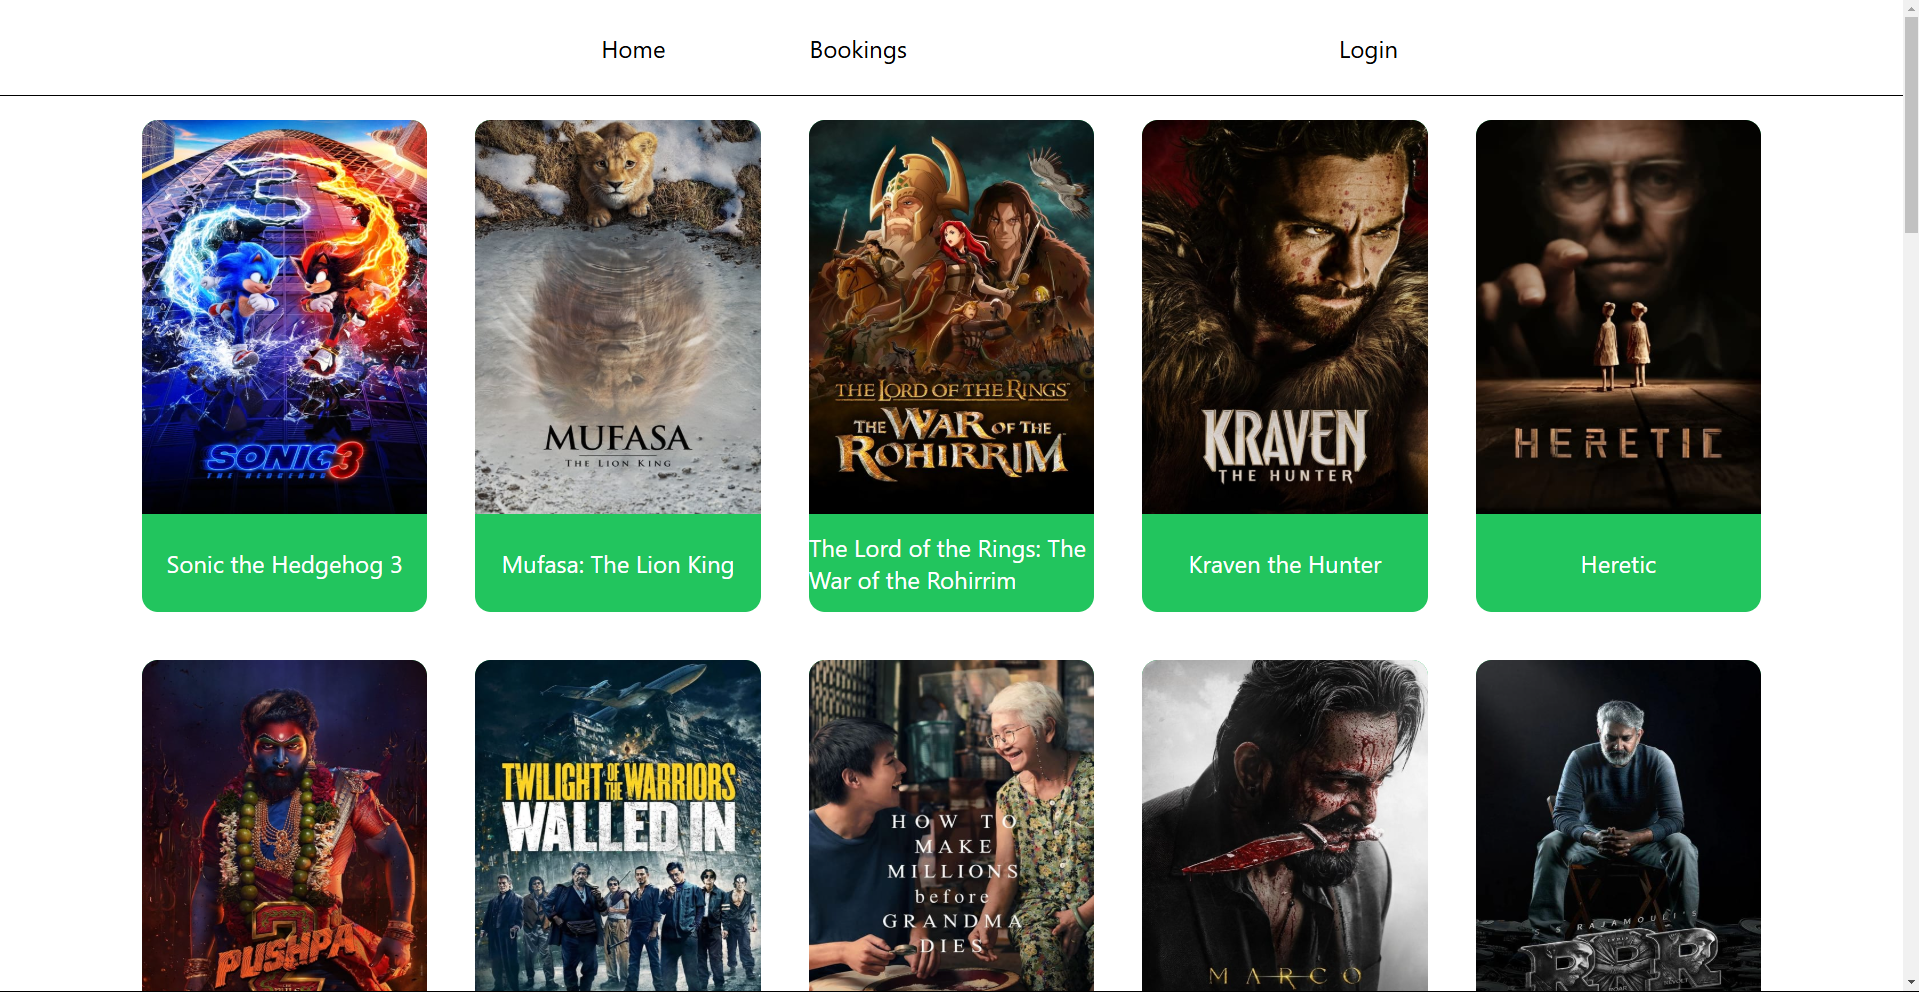 Home
Bookings
Login
SONIC 3
THE HEDGEHOG
MUFASA
THE LION KING
THE LORD OF THE RINGS
THE WAR OF THE
ROHIRRIM
KRAVEN
THE HUNTER
HERETIC
Sonic the Hedgehog 3
Mufasa: The Lion King
The Lord of the Rings: The
War of the Rohirrim
Kraven the Hunter
Heretic
PUSHPA
2
TWILIGHT OF THE WARRIORS
WALLED IN
HOW TO
MAKE
MILLIONS
before
GRANDMA
DIES
MARCO
S S RAJAMOULI'S
RRR